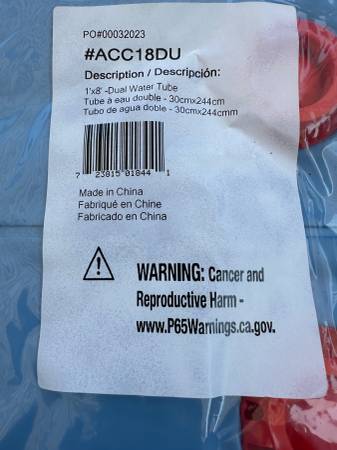 PO#00032023
#ACC18DU
Description / Descripción:
1'x8' -Dual Water Tube
Tube à eau double - 30cmx244cm
Tubo de agua doble - 30cmx244cmm
7 23815 01844 1
Made in China
Fabriqué en Chine
Fabricado en China
WARNING: Cancer and
Reproductive Harm -
www.P65Warnings.ca.gov.